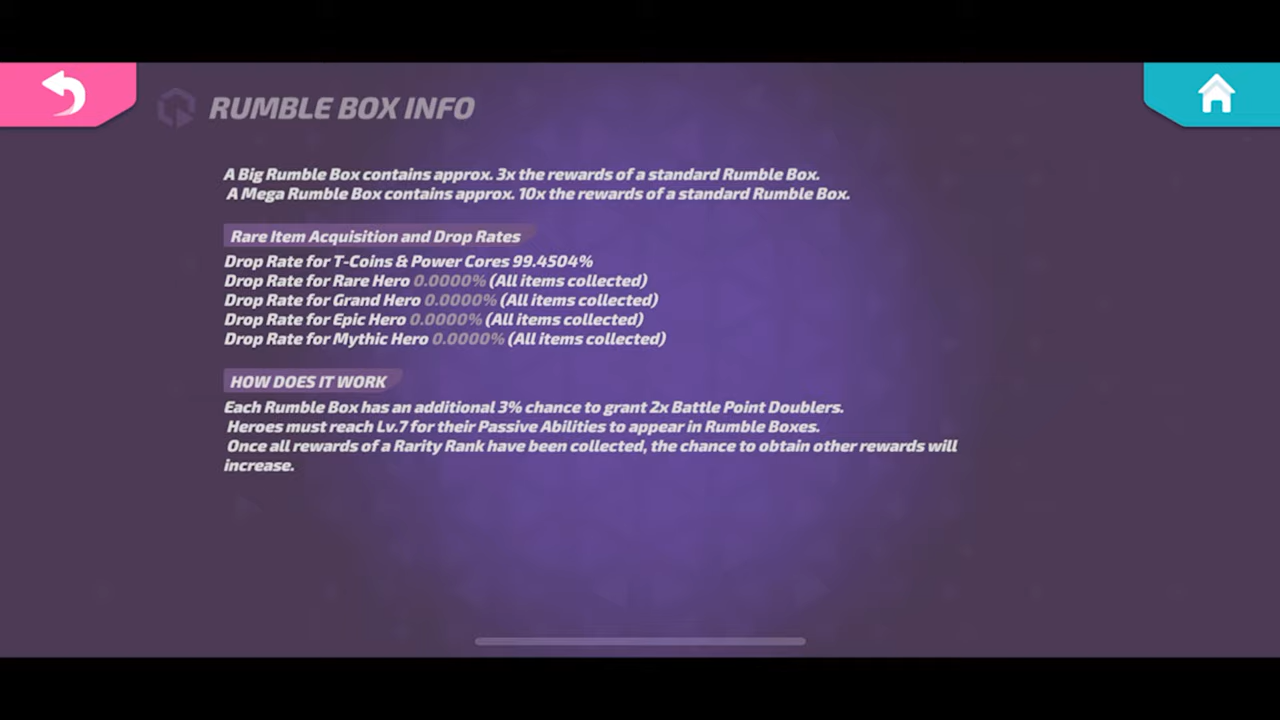 RUMBLE BOX INFO
A Big Rumble Box contains approx. 3x the rewards of a standard Rumble Box.
A Mega Rumble Box contains approx. 10x the rewards of a standard Rumble Box.
Rare Item Acquisition and Drop Rates
Drop Rate for T-Coins & Power Cores 99.4504%
Drop Rate for Rare Hero 0.0000% (All items collected)
Drop Rate for Grand Hero 0.0000% (All items collected)
Drop Rate for Epic Hero 0.0000% (All items collected)
Drop Rate for Mythic Hero 0.0000% (All items collected)
HOW DOES IT WORK
Each Rumble Box has an additional 3% chance to grant 2x Battle Point Doublers.
Heroes must reach Lv.7 for their Passive Abilities to appear in Rumble Boxes.
Once all rewards of a Rarity Rank have been collected, the chance to obtain other rewards will
increase.